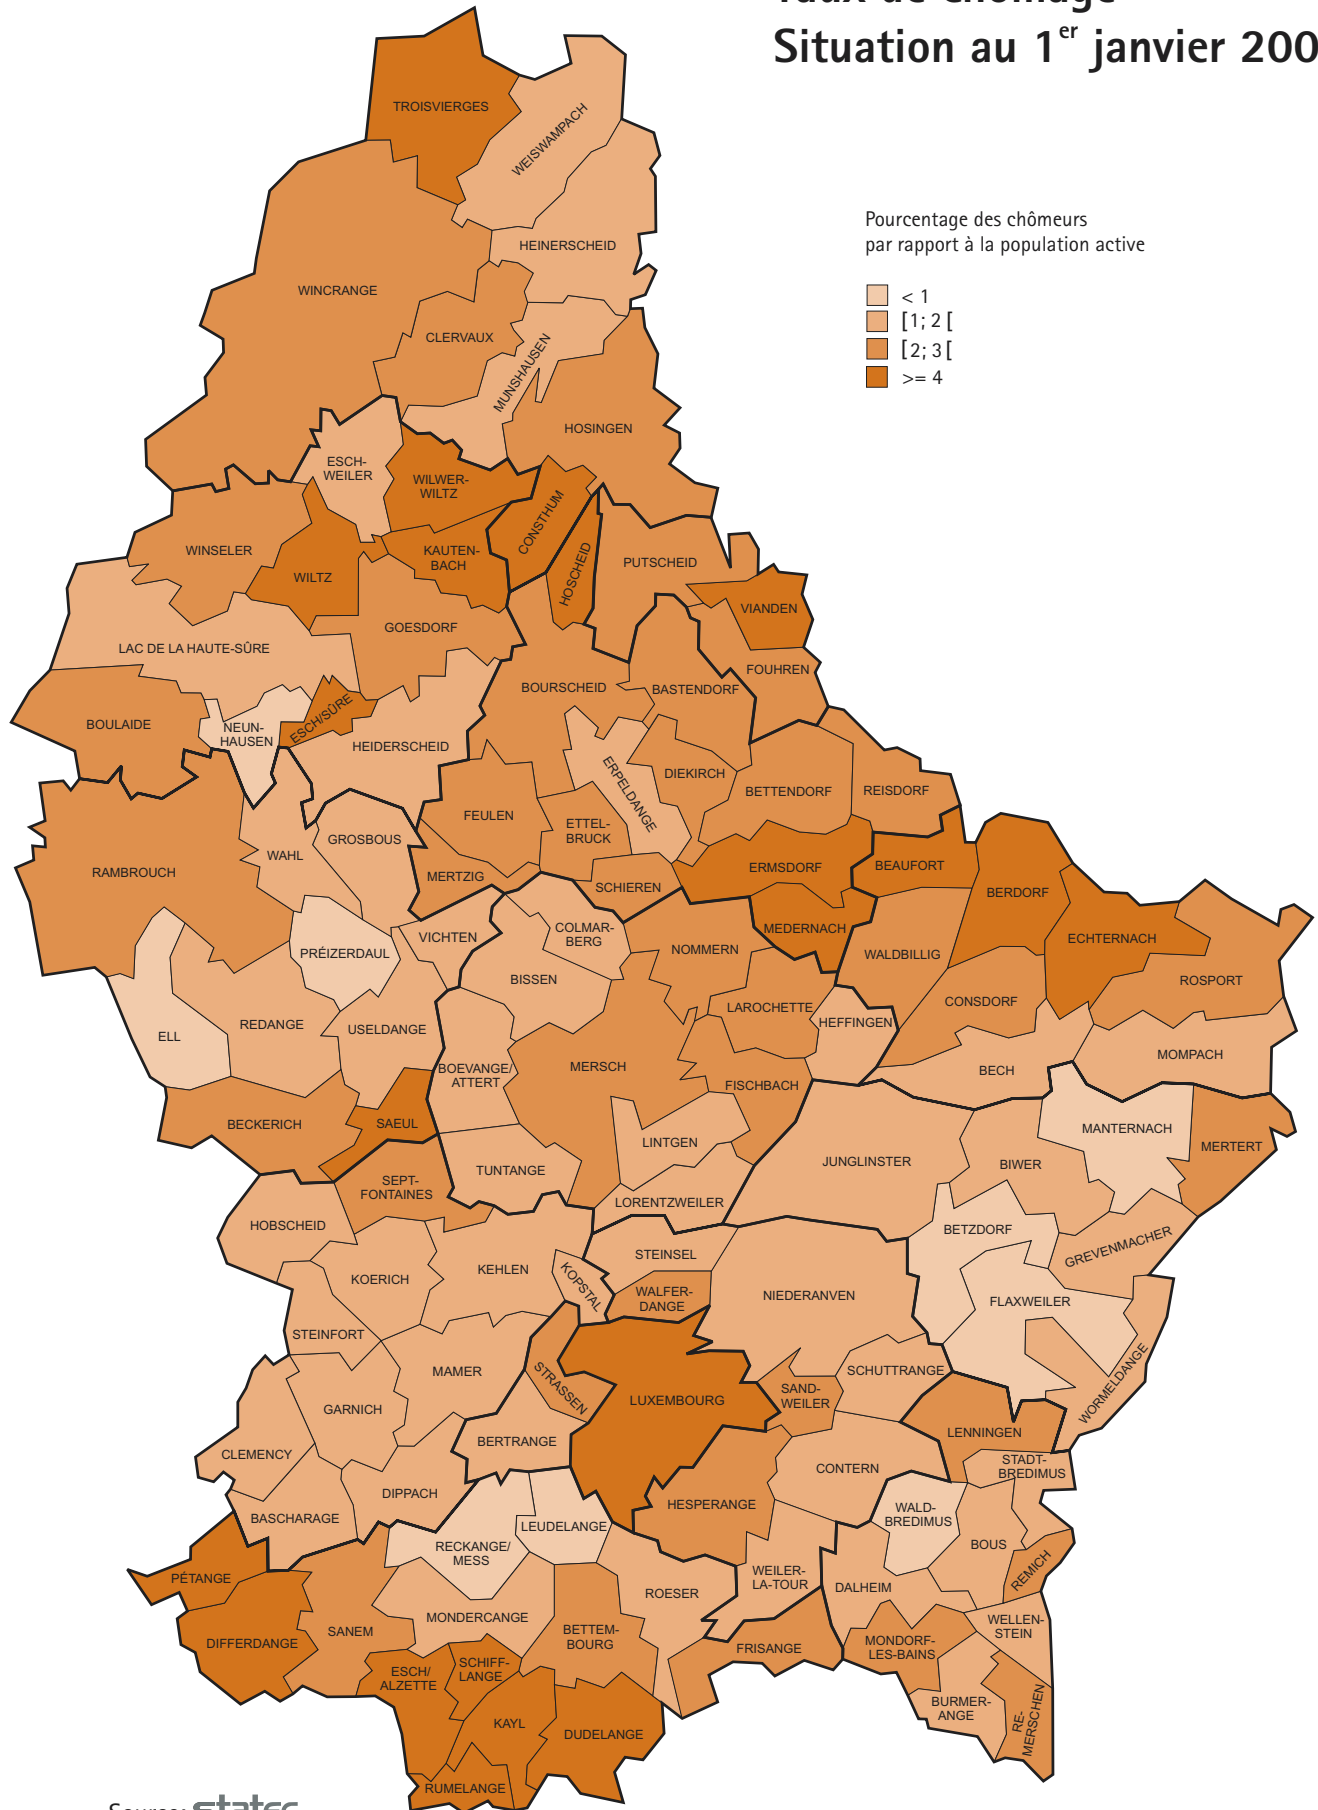 Taux de chômage
Situation au 1er janvier 200
Pourcentage des chômeurs
par rapport à la population active
< 1
[1; 2 [
[2; 3 [
>= 4
TROISVIERGES
WEISWAMPACH
HEINERSCHEID
WINCRANGE
CLERVAUX
MUNSHAUSEN
HOSINGEN
ESCH-
WEILER
WILWER-
WILTZ
CONSTHUM
WINSELER
WILTZ
KAUTEN-
BACH
HOSCHEID
PUTSCHEID
VIANDEN
GOESDORF
LAC DE LA HAUTE-SÛRE
FOUHREN
BOURSCHEID
BASTENDORF
BOULAIDE
NEUN-
HAUSEN
ESCH/SÛRE
HEIDERSCHEID
ERPELDANGE
DIEKIRCH
BETTENDORF
REISDORF
FEULEN
ETTEL-
BRUCK
GROSBOUS
WAHL
RAMBROUCH
MERTZIG
SCHIEREN
ERMSDORF
BEAUFORT
BERDORF
COLMAR-
BERG
MEDERNACH
ECHTERNACH
VICHTEN
NOMMERN
WALDBILLIG
PRÉIZERDAUL
BISSEN
ROSPORT
CONSDORF
LAROCHETTE
HEFFINGEN
ELL
REDANGE
USELDANGE
BOEVANGE/
ATTERT
MERSCH
FISCHBACH
BECH
MOMPACH
BECKERICH
SAEUL
LINTGEN
MANTERNACH
MERTERT
JUNGLINSTER
BIWER
TUNTANGE
SEPT-
FONTAINES
LORENTZWEILER
HOBSCHEID
BETZDORF
GREVENMACHER
STEINSEL
KOERICH
KEHLEN
KOPSTAL
WALFER-
DANGE
NIEDERANVEN
FLAXWEILER
STEINFORT
MAMER
STRASSEN
SCHUTTRANGE
WORMELDANGE
LUXEMBOURG
SAND-
WEILER
GARNICH
LENNINGEN
CLEMENCY
BERTRANGE
CONTERN
STADT-
BREDIMUS
DIPPACH
HESPERANGE
WALD-
BREDIMUS
BASCHARAGE
LEUDELANGE
RECKANGE/
MESS
BOUS
REMICH
PÉTANGE
WEILER-
LA-TOUR
DALHEIM
ROESER
MONDERCANGE
WELLEN-
STEIN
DIFFERDANGE
SANEM
BETTEM-
BOURG
FRISANGE
MONDORF-
LES-BAINS
ESCH/
ALZETTE
SCHIFF-
LANGE
BURMER-
ANGE
RE-
MERSCHEN
KAYL
DUDELANGE
RUMELANGE
Source: statec